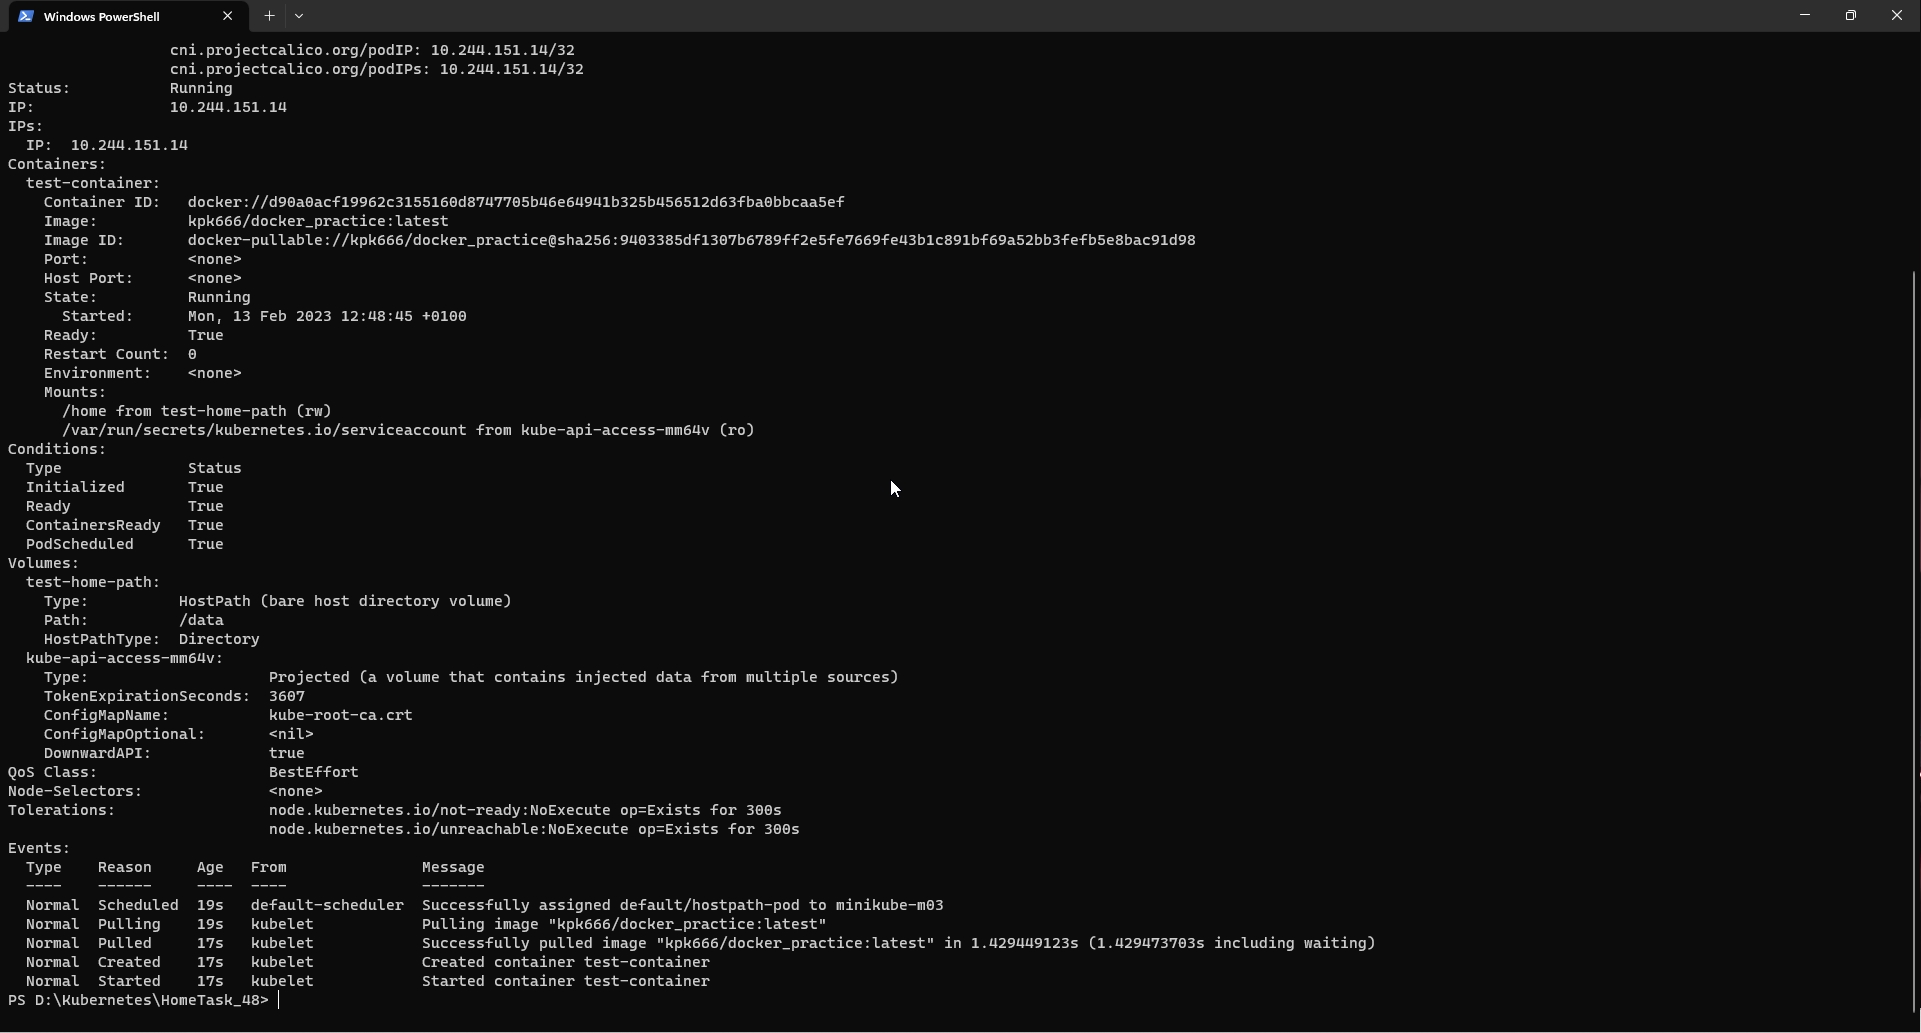 Windows PowerShell
cni.projectcalico.org/podIP: 10.244.151.14/32
cni.projectcalico.org/podIPs: 10.244.151.14/32
Status:           Running
IP:               10.244.151.14
IPs:
  IP:  10.244.151.14
Containers:
  test-container:
    Container ID:   docker://d90a0acf19962c3155160d8747705b46e64941b325b456512d63fba0bbcaa5ef
    Image:          kpk666/docker_practice:latest
    Image ID:       docker-pullable://kpk666/docker_practice@sha256:9403385df1307b6789ff2e5fe7669fe43b1c891bf69a52bb3fefb5e8bac91d98
    Port:           <none>
    Host Port:      <none>
    State:          Running
      Started:      Mon, 13 Feb 2023 12:48:45 +0100
    Ready:          True
    Restart Count:  0
    Environment:    <none>
    Mounts:
      /home from test-home-path (rw)
      /var/run/secrets/kubernetes.io/serviceaccount from kube-api-access-mm64v (ro)
Conditions:
  Type              Status
  Initialized       True
  Ready             True
  ContainersReady   True
  PodScheduled      True
Volumes:
  test-home-path:
    Type:          HostPath (bare host directory volume)
    Path:          /data
    HostPathType:  Directory
  kube-api-access-mm64v:
    Type:                    Projected (a volume that contains injected data from multiple sources)
    TokenExpirationSeconds:  3607
    ConfigMapName:           kube-root-ca.crt
    ConfigMapOptional:       <nil>
    DownwardAPI:             true
QoS Class:                   BestEffort
Node-Selectors:              <none>
Tolerations:                 node.kubernetes.io/not-ready:NoExecute op=Exists for 300s
                             node.kubernetes.io/unreachable:NoExecute op=Exists for 300s
Events:
  Type    Reason     Age   From               Message
  ----    ------     ----  ----               -------
  Normal  Scheduled  19s   default-scheduler  Successfully assigned default/hostpath-pod to minikube-m03
  Normal  Pulling    19s   kubelet            Pulling image "kpk666/docker_practice:latest"
  Normal  Pulled     17s   kubelet            Successfully pulled image "kpk666/docker_practice:latest" in 1.429449123s (1.429473703s including waiting)
  Normal  Created    17s   kubelet            Created container test-container
  Normal  Started    17s   kubelet            Started container test-container
PS D:\Kubernetes\HomeTask_48>